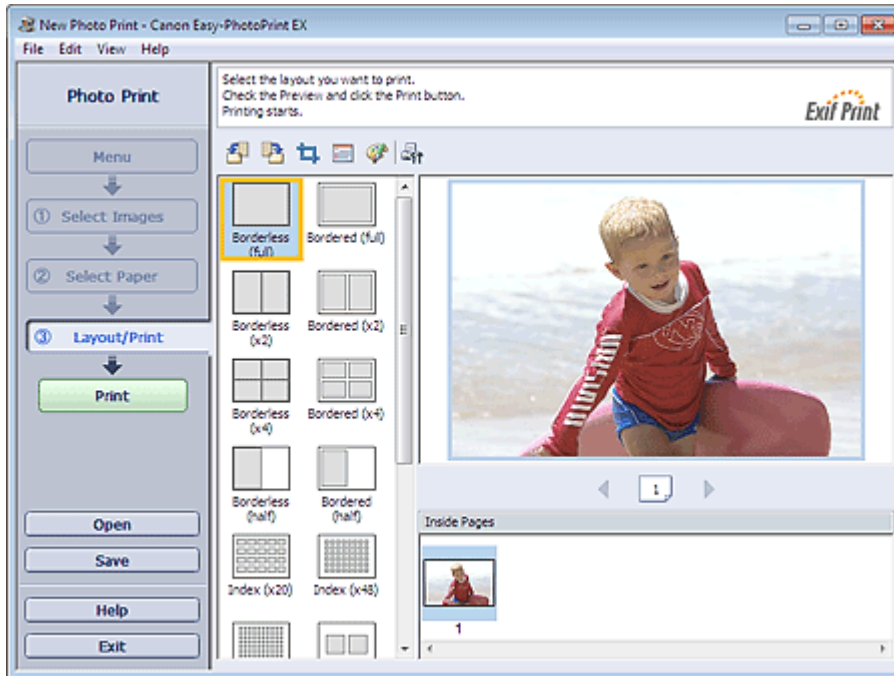 New Photo Print - Canon Easy-PhotoPrint EX
File Edit View Help
Photo Print
Select the layout you want to print.
Check the Preview and click the Print button.
Printing starts.
Exif Print
Menu
① Select Images
② Select Paper
③ Layout/Print
Print
Open
Save
Help
Exit
Borderless
(full)
Bordered (full)
Borderless
(x2)
Bordered (x2)
Borderless
(x4)
Bordered (x4)
Borderless
(half)
Bordered
(half)
Index (x20)
Index (x48)
1
Inside Pages
1